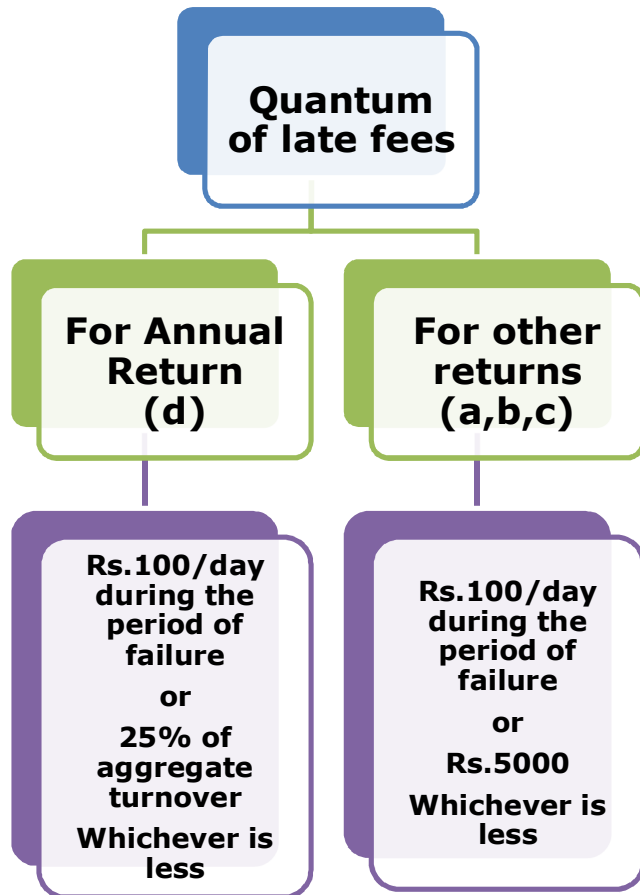 Quantum
of late fees
For Annual
Return
(d)
For other
returns
(a,b,c)
Rs.100/day
during the
period of
failure
or
25% of
aggregate
turnover
Whichever is
less
Rs.100/day
during the
period of
failure
or
Rs.5000
Whichever is
less